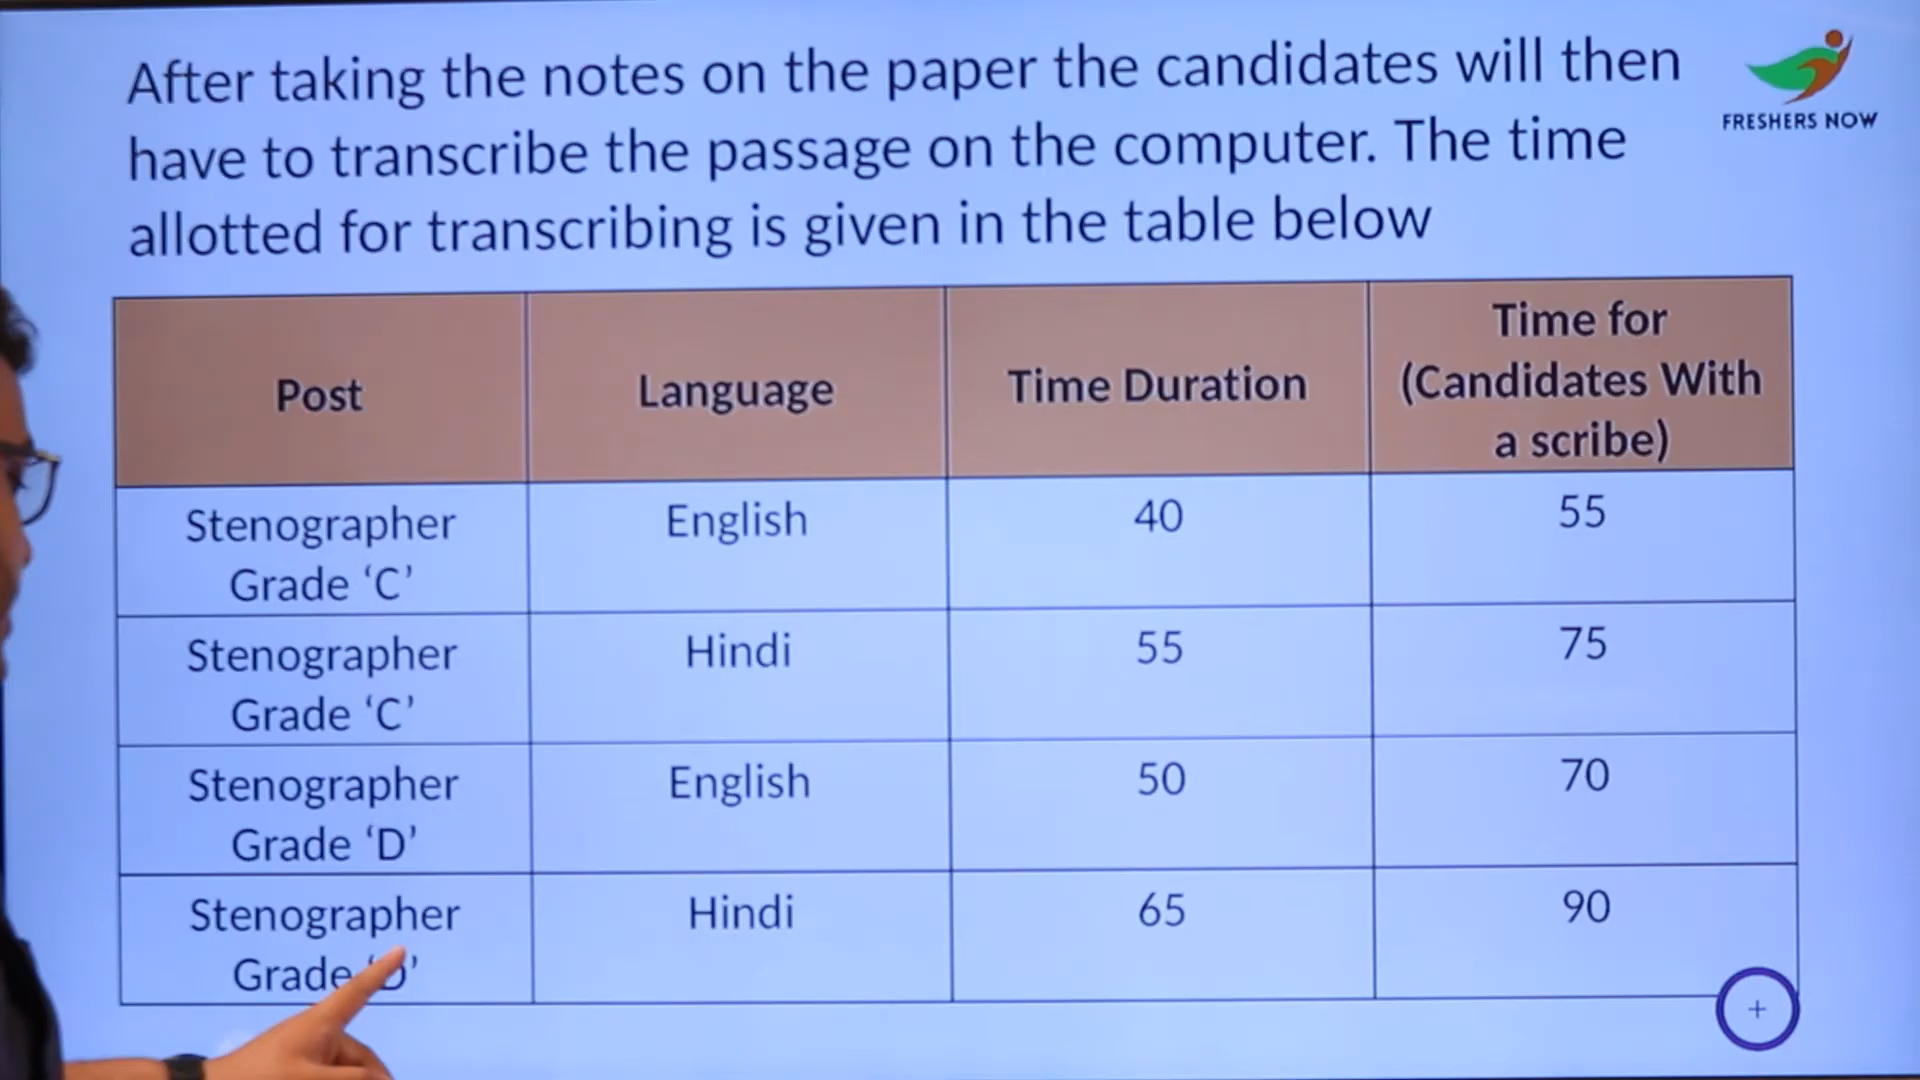 After taking the notes on the paper the candidates will then
have to transcribe the passage on the computer. The time
allotted for transcribing is given in the table below
FRESHERS NOW
Post
Language
Time Duration
Time for
(Candidates With
a scribe)
Stenographer
Grade ‘C’
English
40
55
Stenographer
Grade ‘C’
Hindi
55
75
Stenographer
Grade ‘D’
English
50
70
Stenographer
Grade ‘D’
Hindi
65
90
+